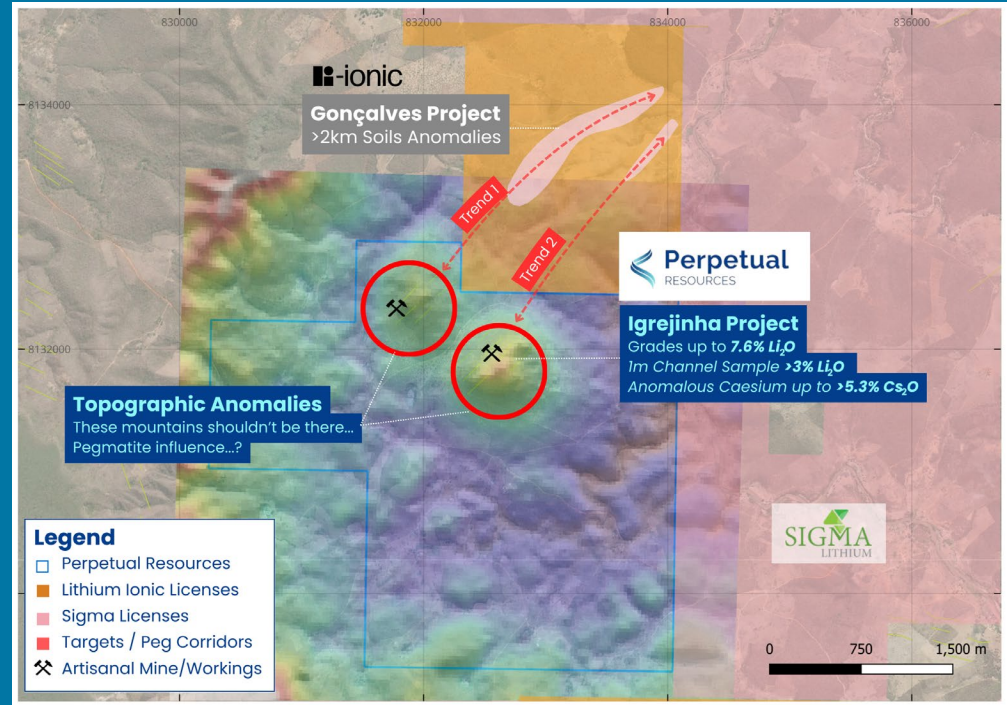 830000
832000
834000
836000
8134000
8132000
-ionic
Gonçalves Project
>2km Soils Anomalies
Trend 1
Trend 2
Perpetual
RESOURCES
Igrejinha Project
Grades up to 7.6% Li₂O
1m Channel Sample >3% Li₂O
Anomalous Caesium up to >5.3% Cs₂O
Topographic Anomalies
These mountains shouldn't be there...
Pegmatite influence...?
SIGMA
LITHIUM
Legend
Perpetual Resources
Lithium Ionic Licenses
Sigma Licenses
Targets / Peg Corridors
Artisanal Mine/Workings
0 750 1,500 m